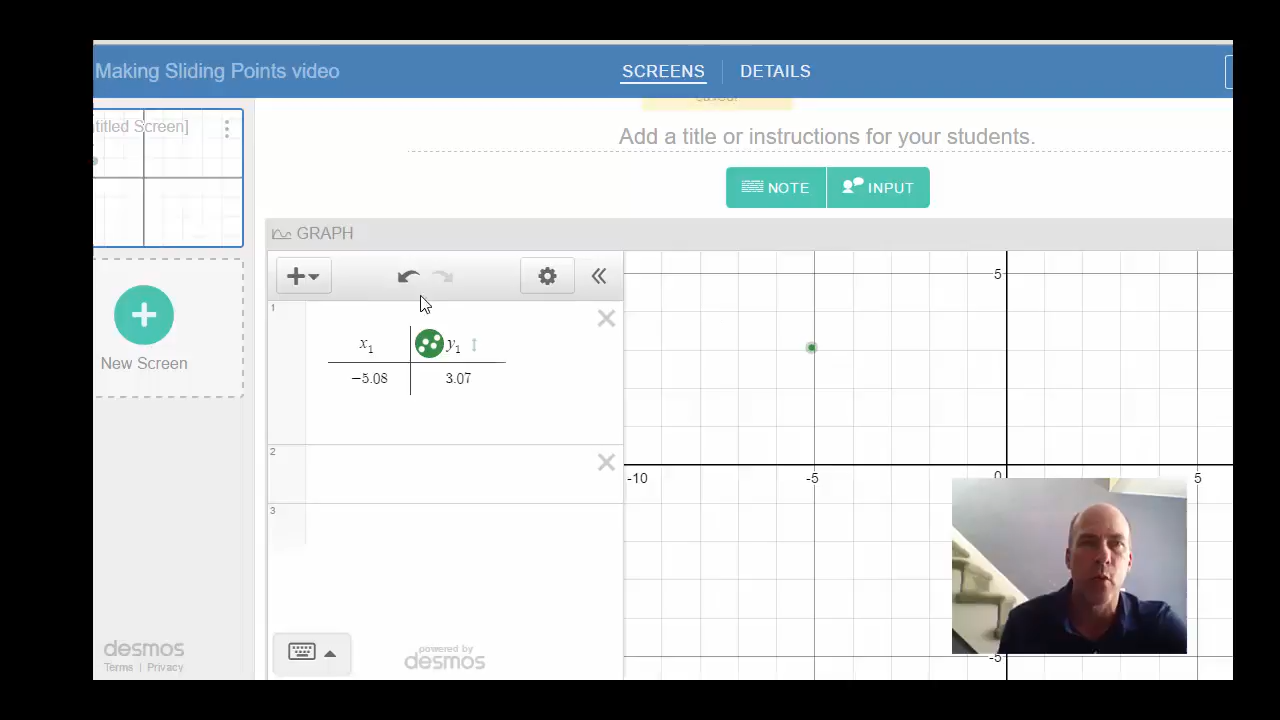 Making Sliding Points video
SCREENS
DETAILS
titled Screen]
Add a title or instructions for your students.
NOTE
INPUT
New Screen
GRAPH
1
x1
y1
−5.08
3.07
2
3
5
-10
-5
0
5
-5
desmos
Terms | Privacy
powered by
desmos